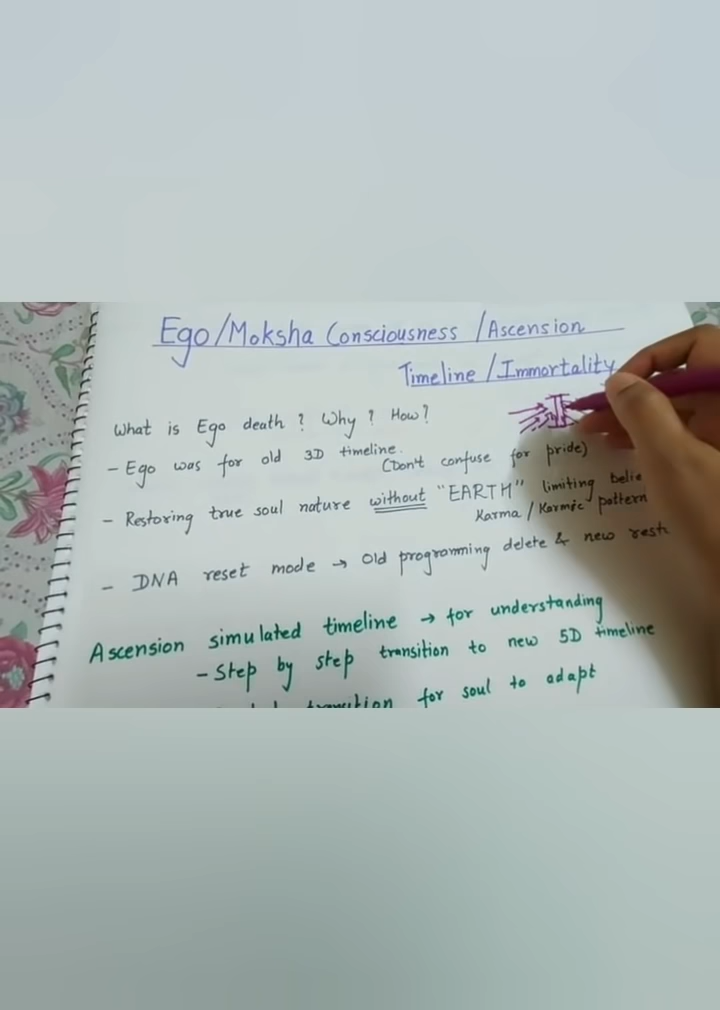 Ego/Moksha Consciousness /Ascension
Timeline/Immortality
What is Ego death? Why? How?
- Ego was for old 3D timeline.
(Don't confuse for pride)
- Restoring true soul nature without "EARTH" limiting
Karma/Karmic pattern
- DNA reset mode → Old programming delete & new
Ascension simulated timeline → for understanding
- Step by step transition to new 5D timeline
transition for soul to adapt